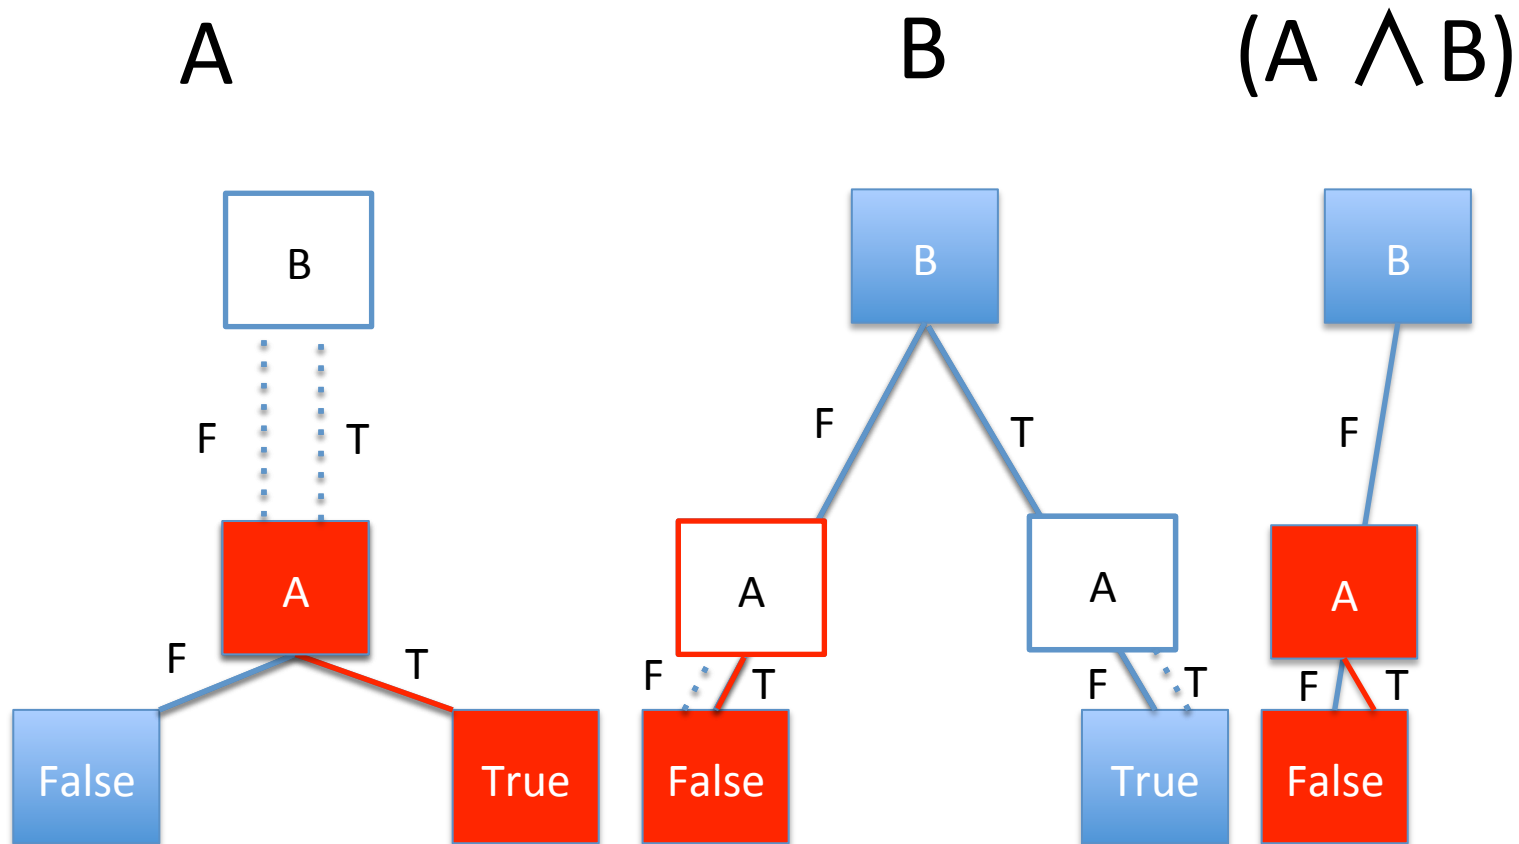 A B (A ∧ B)
B B B
F T F T F
A A A A
F T F T F T F T
False True False True False